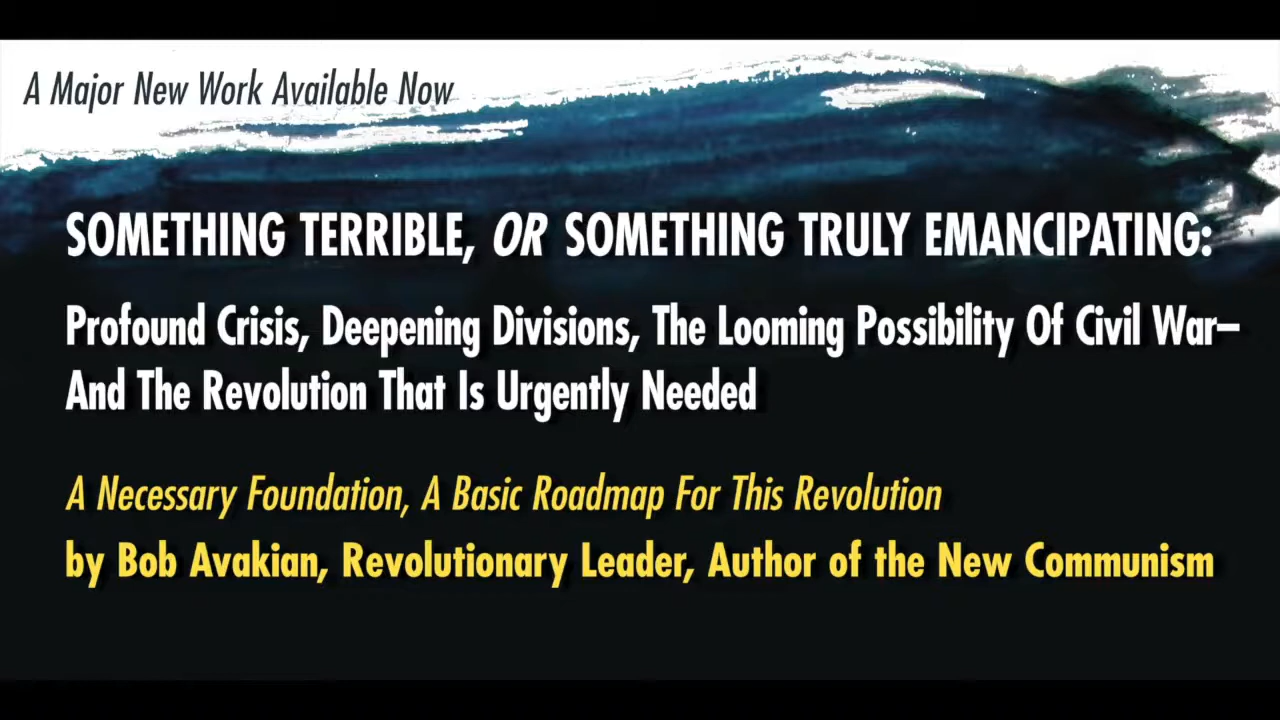 A Major New Work Available Now
SOMETHING TERRIBLE, OR SOMETHING TRULY EMANCIPATING:
Profound Crisis, Deepening Divisions, The Looming Possibility Of Civil War–
And The Revolution That Is Urgently Needed
A Necessary Foundation, A Basic Roadmap For This Revolution
by Bob Avakian, Revolutionary Leader, Author of the New Communism